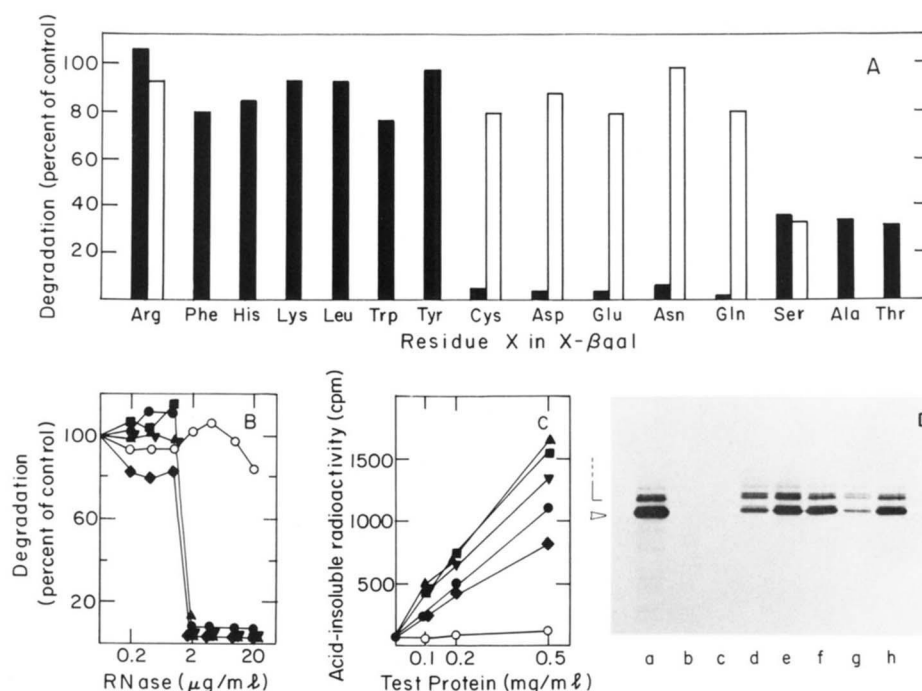 A
Degradation (percent of control)
100
80
60
40
20
Arg Phe His Lys Leu Trp Tyr Cys Asp Glu Asn Gln Ser Ala Thr
Residue X in X-βgal
B
Degradation
(percent of control)
100
80
60
40
20
0.2 2 20
RNase (μg/mℓ)
C
Acid-insoluble radioactivity (cpm)
1500
1000
500
0.1 0.2 0.5
Test Protein (mg/mℓ)
a b c d e f g h